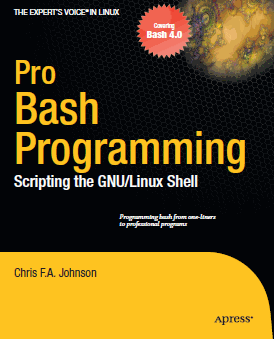 THE EXPERT'S VOICE® IN LINUX
Covering
Bash 4.0
Pro
Bash
Programming
Scripting the GNU/Linux Shell
Programming bash from one-liners
to professional programs
Chris F.A. Johnson
Apress®